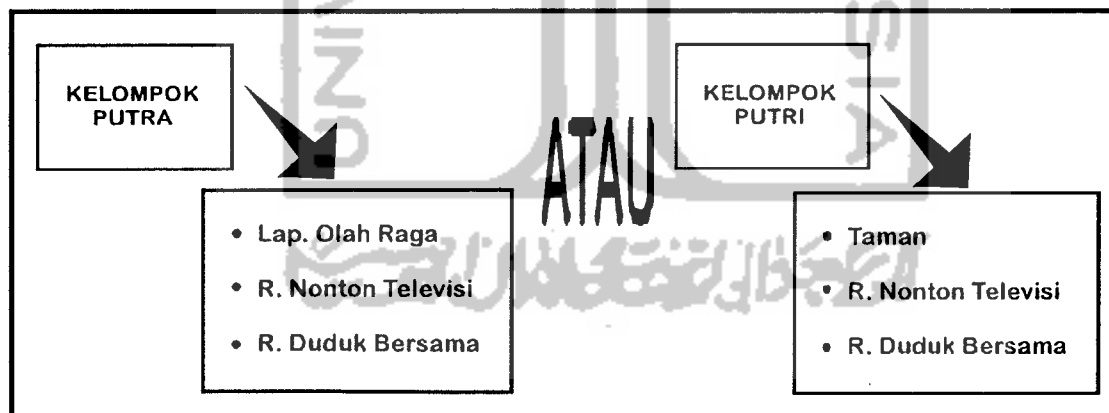 KELOMPOK
PUTRA
• Lap. Olah Raga
• R. Nonton Televisi
• R. Duduk Bersama
ATAU
KELOMPOK
PUTRI
• Taman
• R. Nonton Televisi
• R. Duduk Bersama